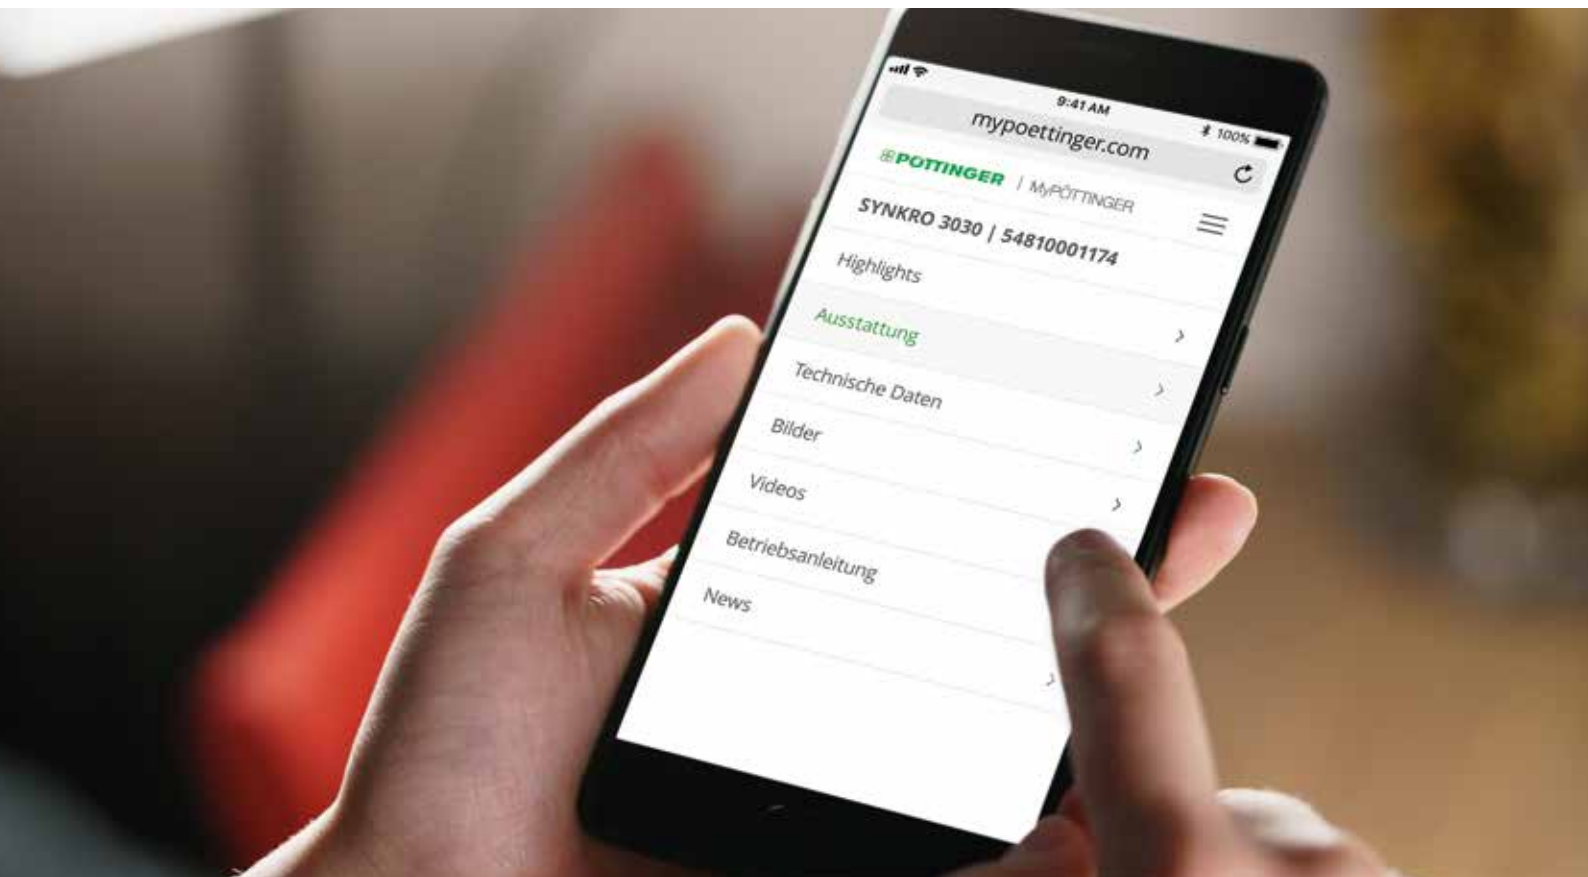 9:41 AM
100%
mypoettinger.com
PÖTTINGER | MyPÖTTINGER
SYNKRO 3030 | 54810001174
Highlights
Ausstattung
Technische Daten
Bilder
Videos
Betriebsanleitung
News